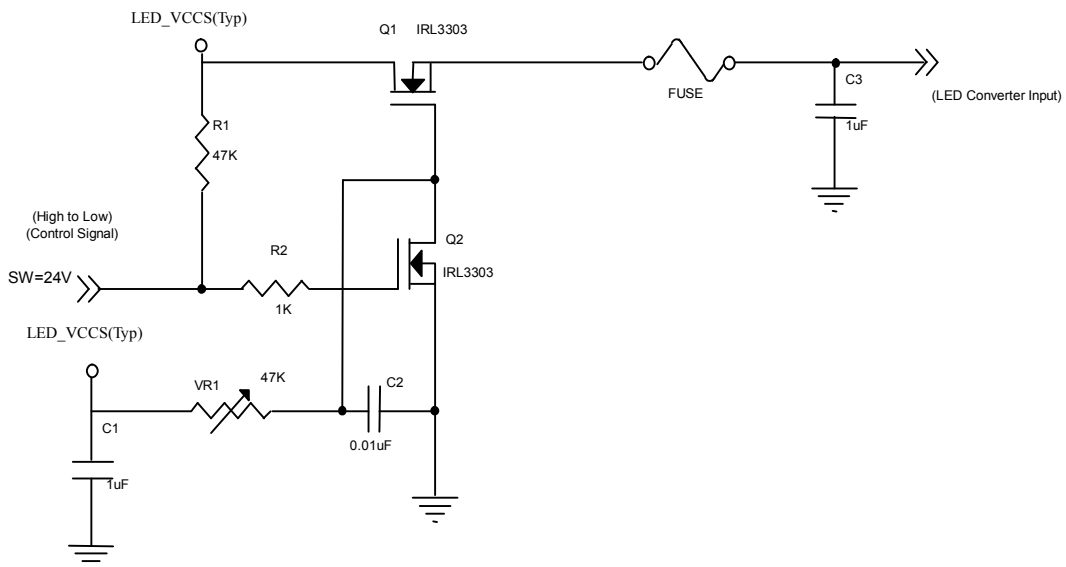 LED_VCCS(Typ)
Q1 IRL3303
FUSE
C3
(LED Converter Input)
1uF
R1
47K
(High to Low)
(Control Signal)
SW=24V
R2
1K
Q2
IRL3303
LED_VCCS(Typ)
VR1
47K
C2
0.01uF
C1
1uF